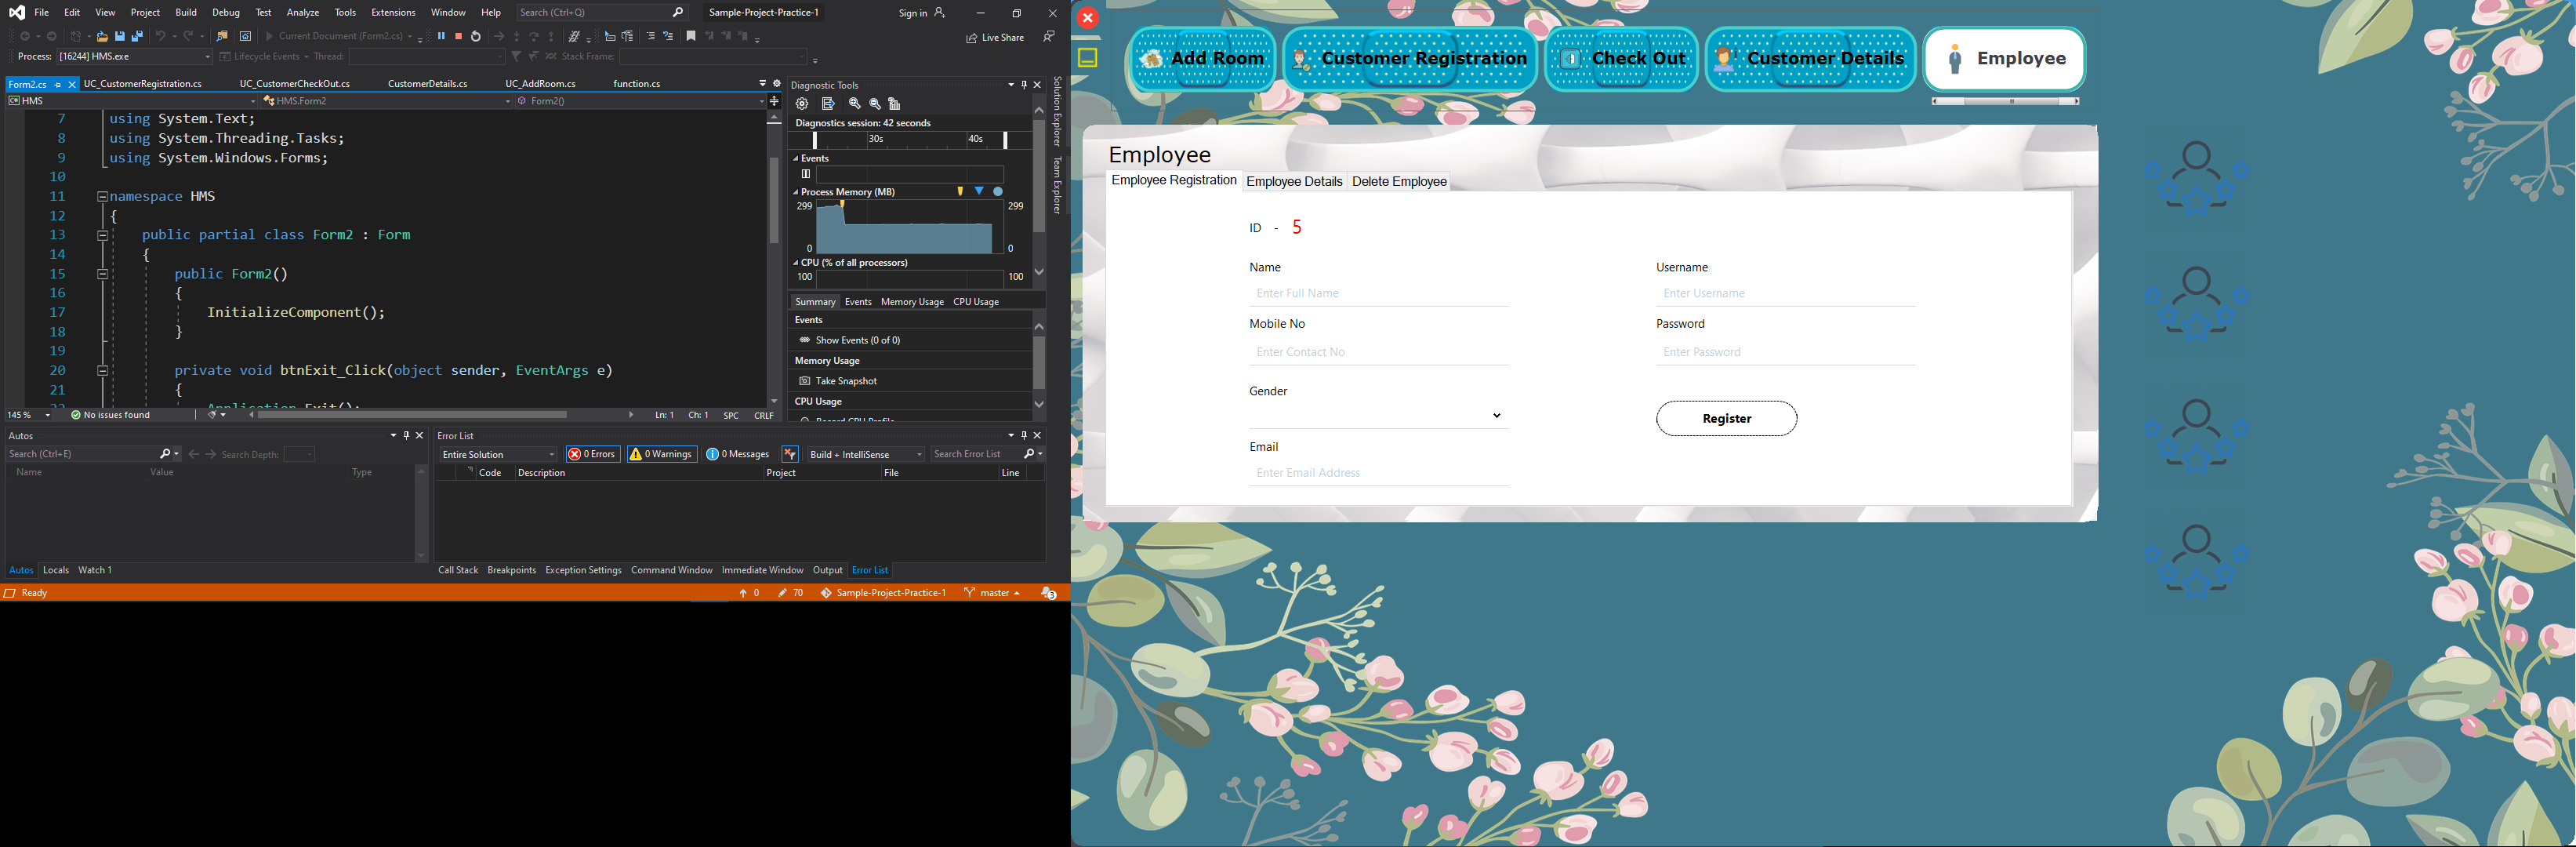 File Edit View Project Build Debug Test Analyze Tools Extensions Window Help Search (Ctrl+Q) Sample-Project-Practice-1 Sign in
Current Document (Form2.cs) Live Share
Process: [16244] HMS.exe Lifecycle Events Thread: Stack Frame:
Form2.cs UC_CustomerRegistration.cs UC_CustomerCheckOut.cs CustomerDetails.cs UC_AddRoom.cs function.cs
HMS HMS.Form2 Form2()
7 using System.Text;
8 using System.Threading.Tasks;
9 using System.Windows.Forms;
10
11 namespace HMS
12 {
13 public partial class Form2 : Form
14 {
15 public Form2()
16 {
17 InitializeComponent();
18 }
19
20 private void btnExit_Click(object sender, EventArgs e)
21 {
22 Application.Exit();
145 % No issues found Ln: 1 Ch: 1 SPC CRLF
Diagnostic Tools
Diagnostics session: 42 seconds
30s 40s
Events
Process Memory (MB)
299 299
0 0
CPU (% of all processors)
100 100
Summary Events Memory Usage CPU Usage
Events
Show Events (0 of 0)
Memory Usage
Take Snapshot
CPU Usage
Record CPU Profile
Solution Explorer
Team Explorer
Autos
Search (Ctrl+E) Search Depth:
Name Value Type
Autos Locals Watch 1
Error List
Entire Solution 0 Errors 0 Warnings 0 Messages Build + IntelliSense Search Error List
Code Description Project File Line
Call Stack Breakpoints Exception Settings Command Window Immediate Window Output Error List
Ready 0 70 Sample-Project-Practice-1 master 3
Add Room Customer Registration Check Out Customer Details Employee
Employee
Employee Registration Employee Details Delete Employee
ID - 5
Name Username
Enter Full Name Enter Username
Mobile No Password
Enter Contact No Enter Password
Gender
Register
Email
Enter Email Address